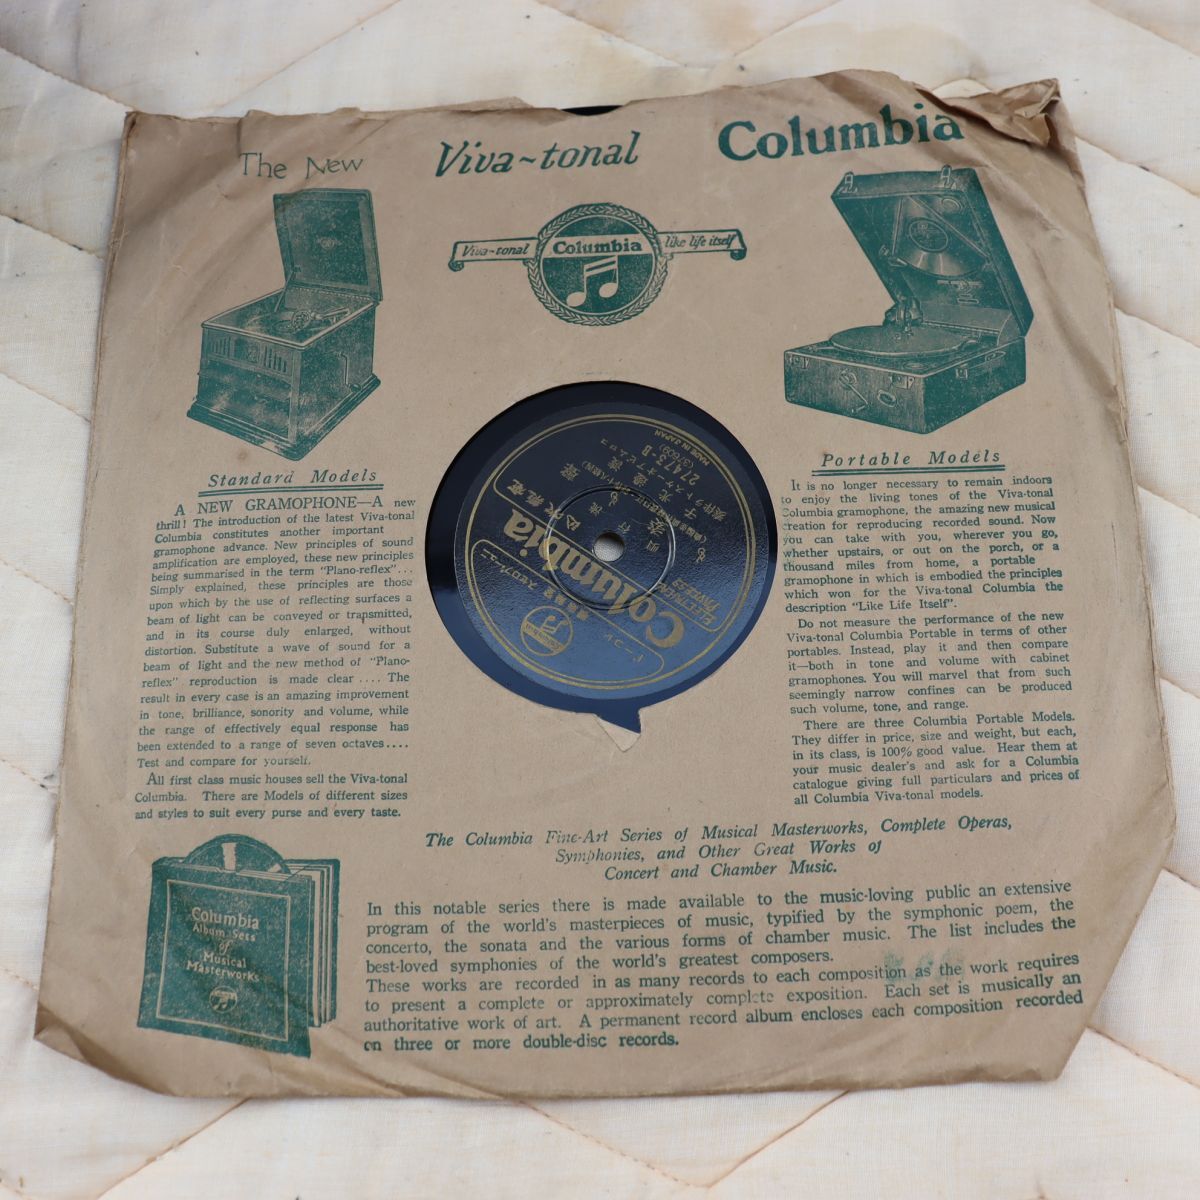 The New
Viva-tonal
Columbia
Viva-tonal
Columbia
like life itself
Standard Models
A NEW GRAMOPHONE—A new
thrill! The introduction of the latest Viva-tonal
Columbia constitutes another important
gramophone advance. New principles of sound
amplification are employed, these new principles
being summarised in the term "Plano-reflex"...
Simply explained, these principles are those
upon which by the use of reflecting surfaces a
beam of light can be conveyed or trapsmitted,
and in its course duly enlarged, without
distortion. Substitute a wave of sound for a
beam of light and the new method of "Plano-
reflex" reproduction is made clear .... The
result in every case is an amazing improvement
in tone, brilliance, sonority and volume, while
the range of effectively equal response has
been extended to a range of seven octaves....
Test and compare for yourself.
All first class music houses sell the Viva-tonal
Columbia. There are Models of different sizes
and styles to suit every purse and every taste.
Portable Models
It is no longer necessary to remain indoors
to enjoy the living tones of the Viva-tonal
Columbia gramophone, the amazing new musical
creation for reproducing recorded sound. Now
you can take with you, wherever you go,
whether upstairs, or out on the porch, or a
thousand miles from home, a portable
gramophone in which is embodied the principles
which won for the Viva-tonal Columbia the
description "Like Life Itself".
Do not measure the performance of the new
Viva-tonal Columbia Portable in terms of other
portables. Instead, play it and then compare
it—both in tone and volume with cabinet
gramophones. You will marvel that from such
seemingly narrow confines can be produced
such volume, tone, and range.
There are three Columbia Portable Models.
They differ in price, size and weight, but each,
in its class, is 100% good value. Hear them at
your music dealer's and ask for a Columbia
catalogue giving full particulars and prices of
all Columbia Viva-tonal models.
Columbia
27473-B
(37609)
MADE IN JAPAN
The Columbia Fine-Art Series of Musical Masterworks, Complete Operas,
Symphonies, and Other Great Works of
Concert and Chamber Music.
Columbia
Album Sets
of
Musical
Masterworks
In this notable series there is made available to the music-loving public an extensive
program of the world's masterpieces of music, typified by the symphonic poem, the
concerto, the sonata and the various forms of chamber music. The list includes the
best-loved symphonies of the world's greatest composers.
These works are recorded in as many records to each composition as the work requires
to present a complete or approximately complete exposition. Each set is musically an
authoritative work of art. A permanent record album encloses each composition recorded
on three or more double-disc records.